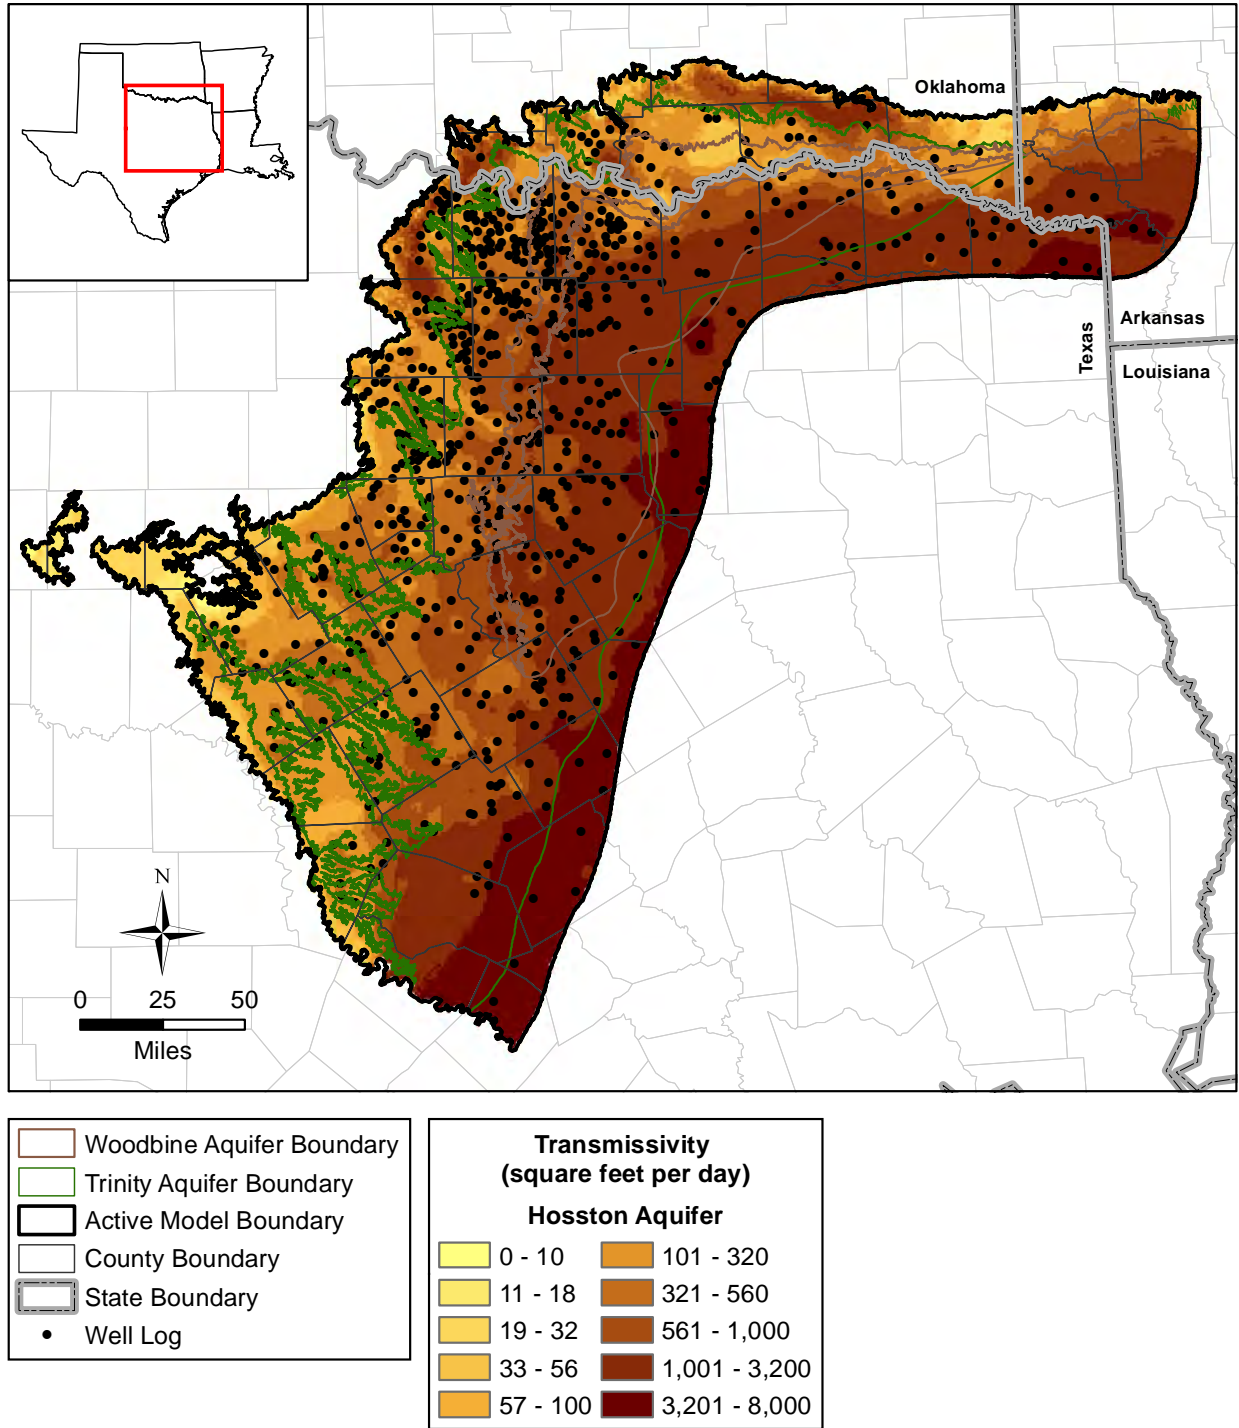 Oklahoma
Texas
Arkansas
Louisiana
N
0 25 50
Miles
Woodbine Aquifer Boundary
Trinity Aquifer Boundary
Active Model Boundary
County Boundary
State Boundary
Well Log
Transmissivity
(square feet per day)
Hosston Aquifer
0 - 10
11 - 18
19 - 32
33 - 56
57 - 100
101 - 320
321 - 560
561 - 1,000
1,001 - 3,200
3,201 - 8,000